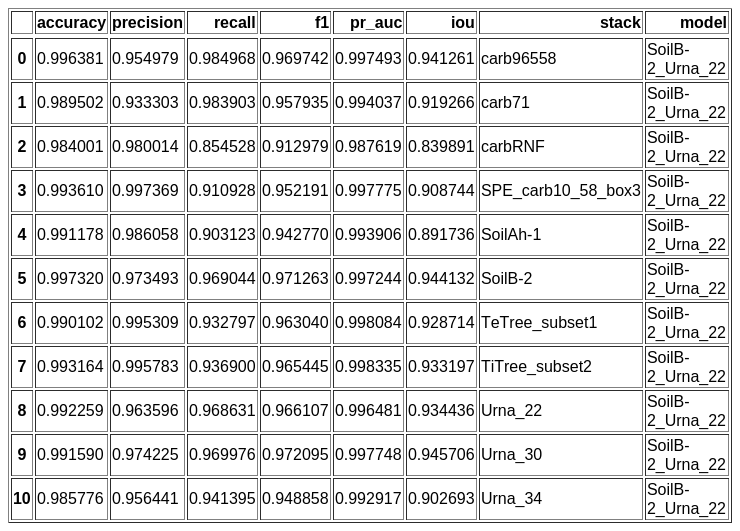 accuracy precision recall f1 pr_auc iou stack model
0 0.996381 0.954979 0.984968 0.969742 0.997493 0.941261 carb96558 SoilB-
2_Urna_22
1 0.989502 0.933303 0.983903 0.957935 0.994037 0.919266 carb71 SoilB-
2_Urna_22
2 0.984001 0.980014 0.854528 0.912979 0.987619 0.839891 carbRNF SoilB-
2_Urna_22
3 0.993610 0.997369 0.910928 0.952191 0.997775 0.908744 SPE_carb10_58_box3 SoilB-
2_Urna_22
4 0.991178 0.986058 0.903123 0.942770 0.993906 0.891736 SoilAh-1 SoilB-
2_Urna_22
5 0.997320 0.973493 0.969044 0.971263 0.997244 0.944132 SoilB-2 SoilB-
2_Urna_22
6 0.990102 0.995309 0.932797 0.963040 0.998084 0.928714 TeTree_subset1 SoilB-
2_Urna_22
7 0.993164 0.995783 0.936900 0.965445 0.998335 0.933197 TiTree_subset2 SoilB-
2_Urna_22
8 0.992259 0.963596 0.968631 0.966107 0.996481 0.934436 Urna_22 SoilB-
2_Urna_22
9 0.991590 0.974225 0.969976 0.972095 0.997748 0.945706 Urna_30 SoilB-
2_Urna_22
10 0.985776 0.956441 0.941395 0.948858 0.992917 0.902693 Urna_34 SoilB-
2_Urna_22